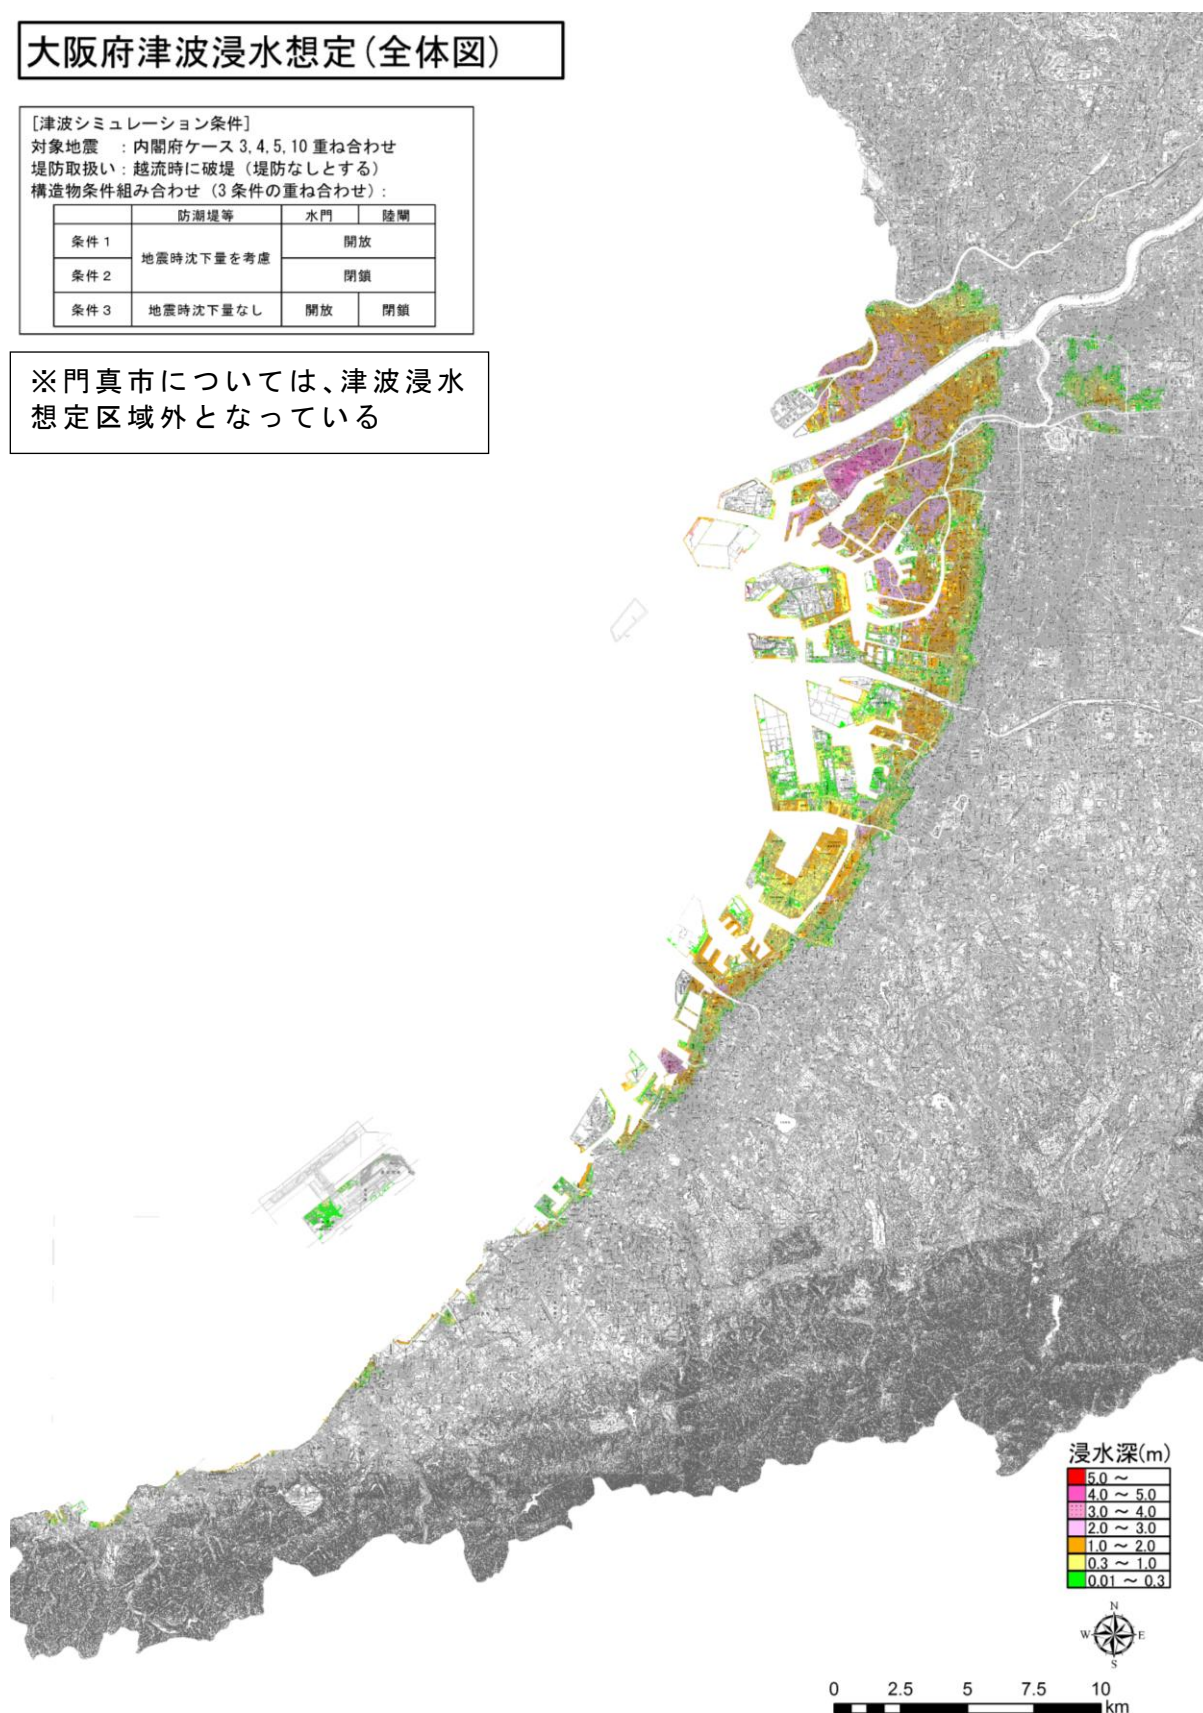 大阪府津波浸水想定(全体図)
[津波シミュレーション条件]
対象地震 : 内閣府ケース 3,4,5,10 重ね合わせ
堤防取扱い : 越流時に破堤 (堤防なしとする)
構造物条件組み合わせ (3 条件の重ね合わせ) :
防潮堤等 水門 陸閘
条件 1 地震時沈下量を考慮 開放
条件 2 閉鎖
条件 3 地震時沈下量なし 開放 閉鎖
※門真市については、津波浸水
想定区域外となっている
浸水深(m)
5.0 ～
4.0 ～ 5.0
3.0 ～ 4.0
2.0 ～ 3.0
1.0 ～ 2.0
0.3 ～ 1.0
0.01 ～ 0.3
N
W E
S
0 2.5 5 7.5 10
km